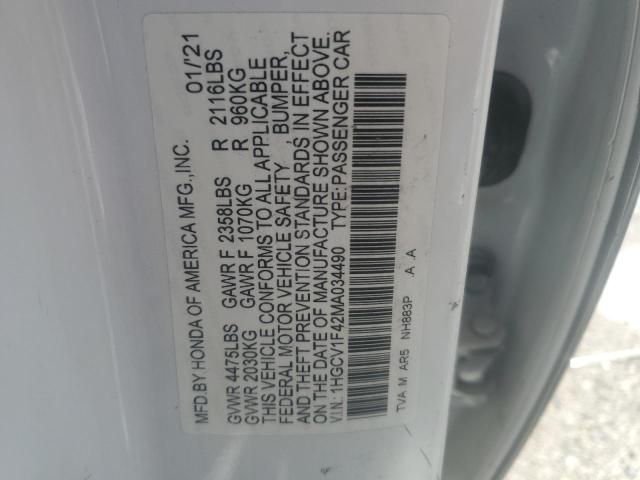 MFD.BY HONDA OF AMERICA MFG.,INC. 01/'21
GVWR 4475LBS GAWR F 2358LBS R 2116LBS
GVWR 2030KG GAWR F 1070KG R 960KG
THIS VEHICLE CONFORMS TO ALL APPLICABLE
FEDERAL MOTOR VEHICLE SAFETY , BUMPER,
AND THEFT PREVENTION STANDARDS IN EFFECT
ON THE DATE OF MANUFACTURE SHOWN ABOVE.
V.I.N.: 1HGCV1F42MA034490 TYPE: PASSENGER CAR
TVA M AR5 NH883P .A .A